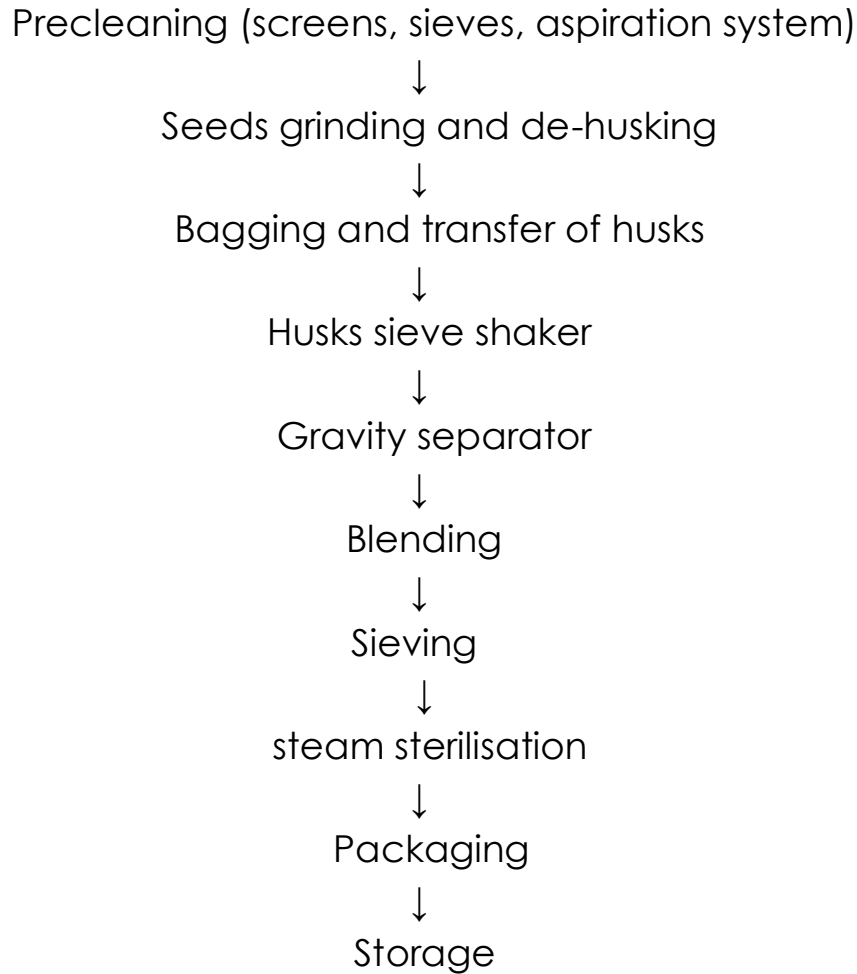 Precleaning (screens, sieves, aspiration system)
↓
Seeds grinding and de-husking
↓
Bagging and transfer of husks
↓
Husks sieve shaker
↓
Gravity separator
↓
Blending
↓
Sieving
↓
steam sterilisation
↓
Packaging
↓
Storage